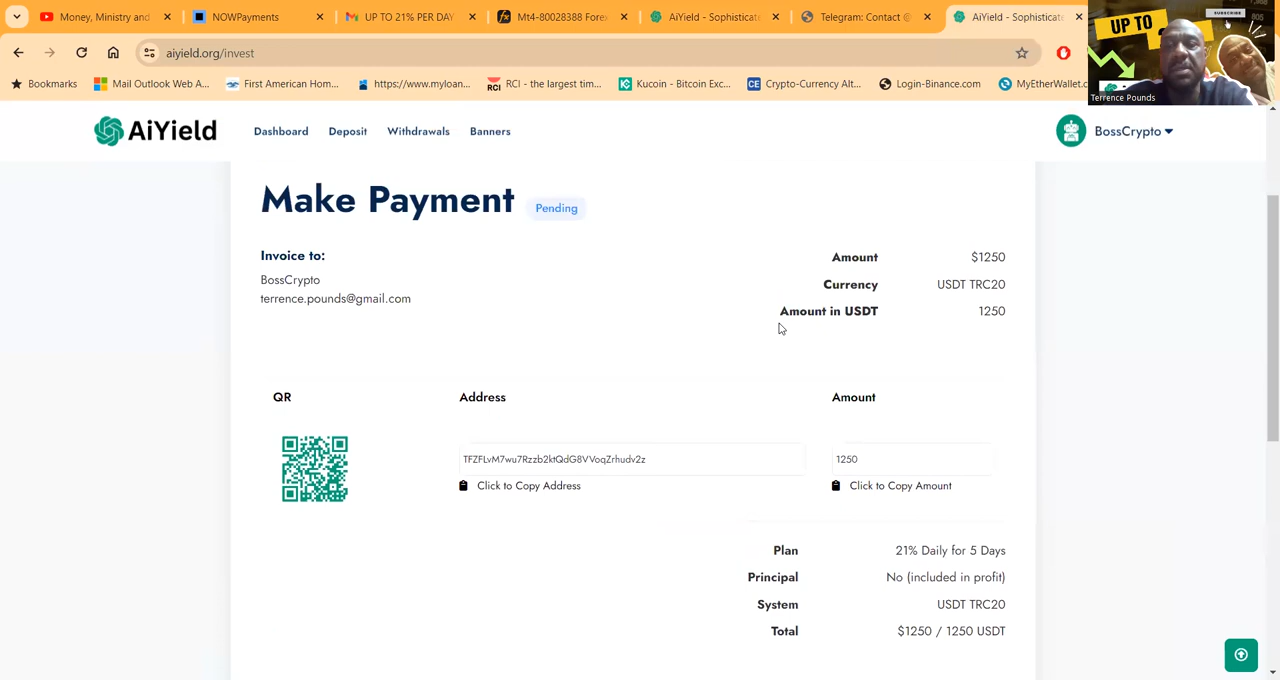 Money, Ministry and
NOWPayments
UP TO 21% PER DAY
Mt4-80028388 Forex
AiYield - Sophisticate
Telegram: Contact @
AiYield - Sophisticate
aiyield.org/invest
Bookmarks
Mail Outlook Web A...
First American Hom...
https://www.myloan...
RCI
RCI - the largest tim...
Kucoin - Bitcoin Exc...
CE
Crypto-Currency Alt...
Login-Binance.com
MyEtherWallet.c
UP TO
SUBSCRIBE
Terrence Pounds
AiYield
Dashboard
Deposit
Withdrawals
Banners
BossCrypto
Make Payment
Pending
Invoice to:
BossCrypto
terrence.pounds@gmail.com
Amount $1250
Currency USDT TRC20
Amount in USDT 1250
QR
Address
Amount
TFZFLvM7wu7Rzzb2ktQdG8VVoqZrhudv2z
1250
Click to Copy Address
Click to Copy Amount
Plan 21% Daily for 5 Days
Principal No (included in profit)
System USDT TRC20
Total $1250 / 1250 USDT